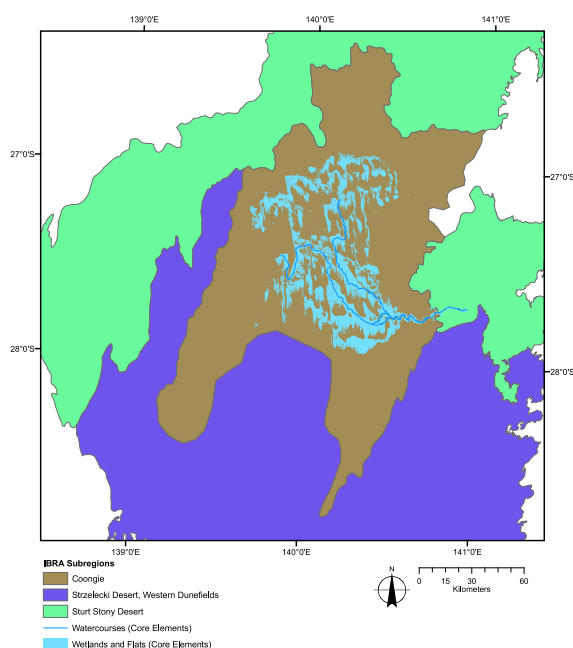 139°0'E 140°0'E 141°0'E
27°0'S 27°0'S
28°0'S 28°0'S
139°0'E 140°0'E 141°0'E
IBRA Subregions
Coongie
Strzelecki Desert, Western Dunefields
Sturt Stony Desert
Watercourses (Core Elements)
Wetlands and Flats (Core Elements)
N
0 15 30 45 60
Kilometers